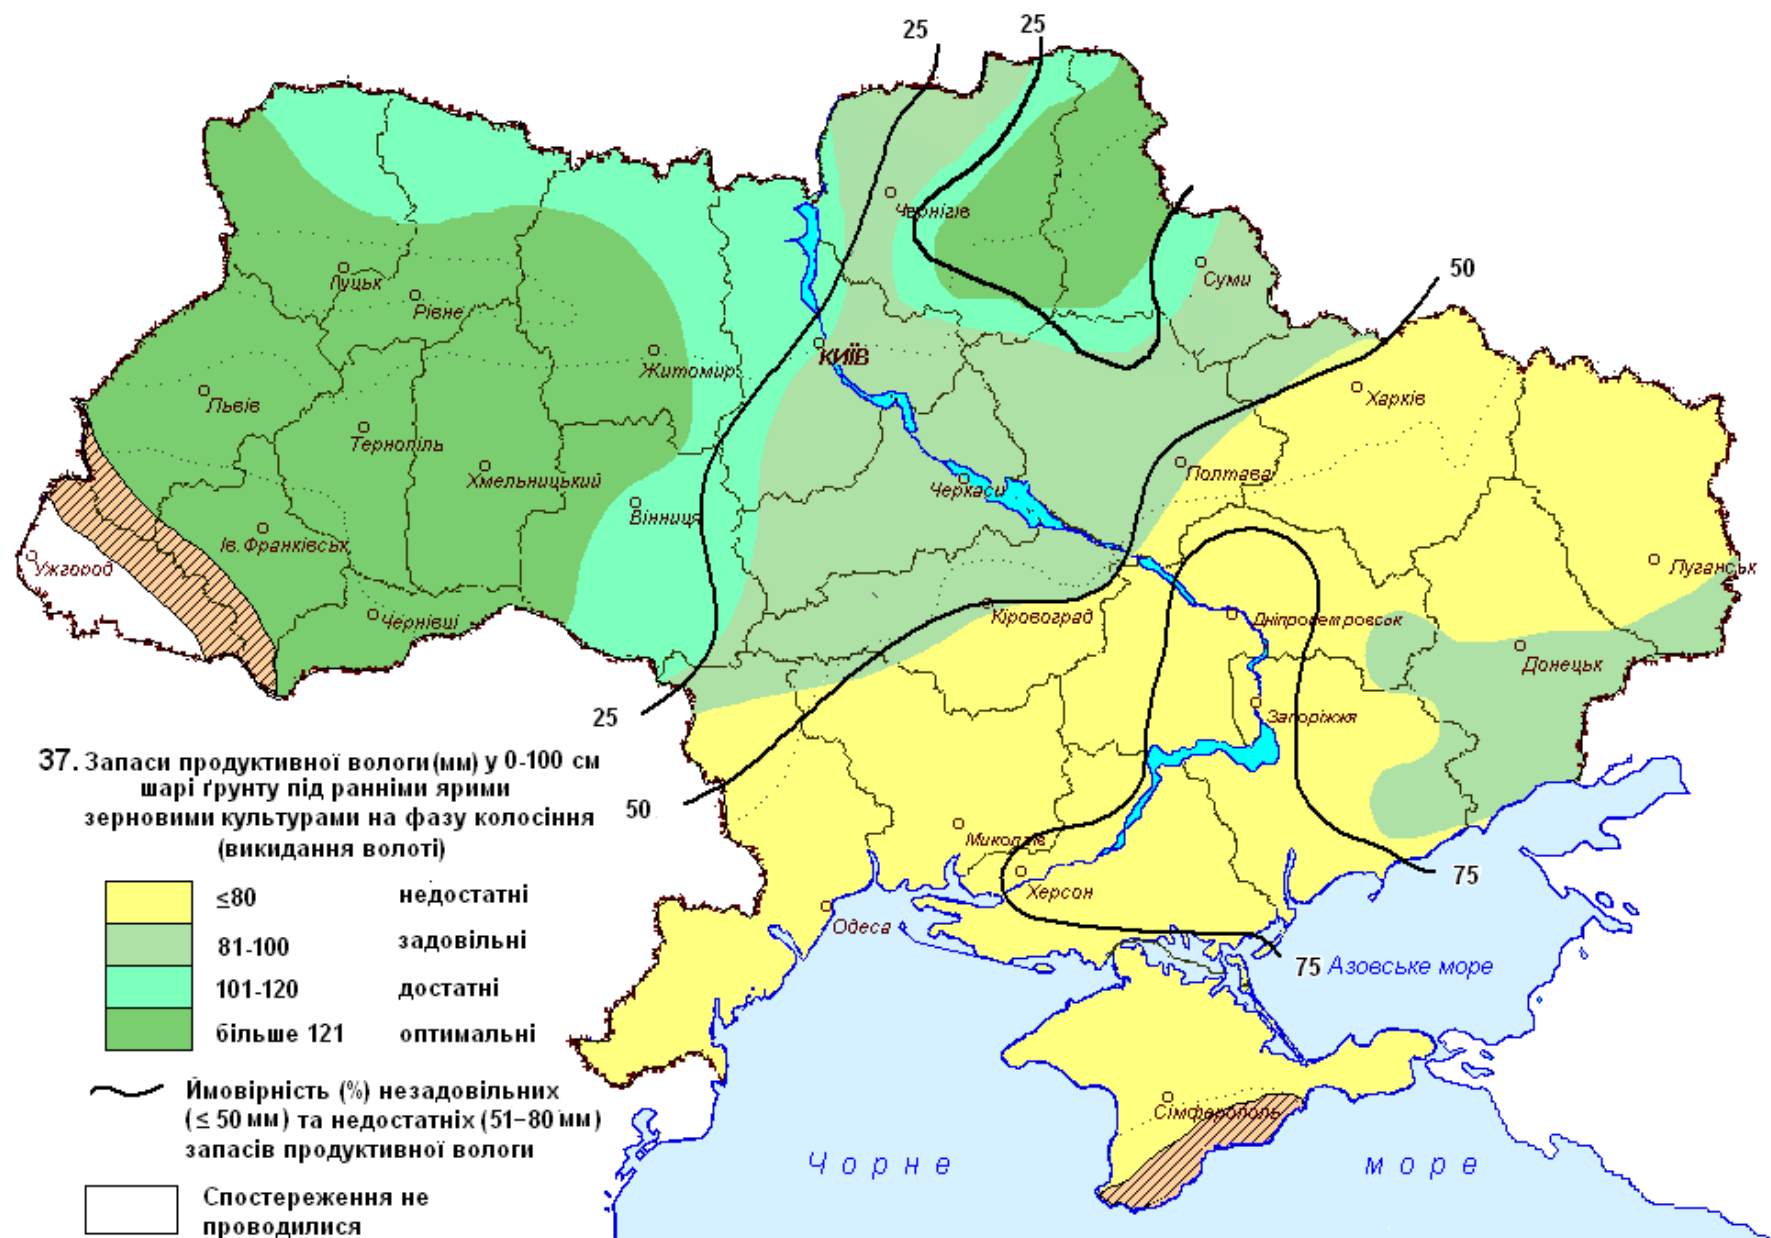 25
25
Чернігів
Суми
50
Луцьк
Рівне
КИЇВ
Житомир
Львів
Харків
Тернопіль
Хмельницький
Полтава
Черкаси
Вінниця
Ів. Франківськ
Ужгород
Луганськ
Чернівці
Кіровоград
Дніпропетровськ
Донецьк
25
Запоріжжя
50
Миколаїв
75
Херсон
Одеса
75
Азовське море
Сімферополь
Чорне море
37. Запаси продуктивної вологи(мм) у 0-100 см
шарі ґрунту під ранніми ярими
зерновими культурами на фазу колосіння
(викидання волоті)
≤80 недостатні
81-100 задовільні
101-120 достатні
більше 121 оптимальні
Ймовірність (%) незадовільних
(≤ 50 мм) та недостатніх (51–80 мм)
запасів продуктивної вологи
Спостереження не
проводилися